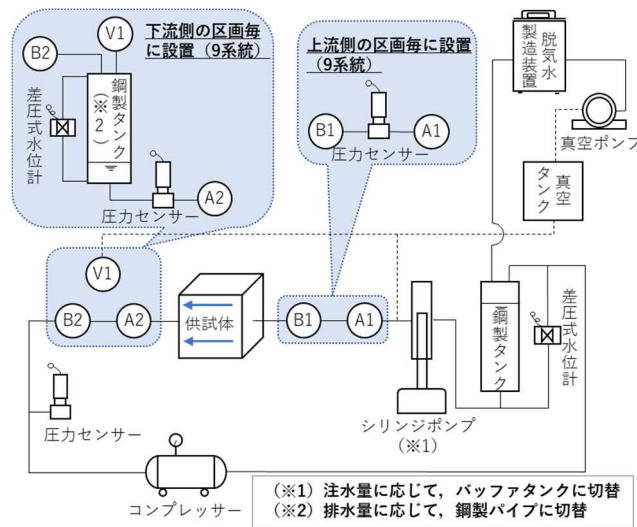 下流側の区画毎
に設置（9系統）
V1
B2
鋼製タンク
（※２）
差圧式水位計
圧力センサー
A2
上流側の区画毎に設置
（9系統）
B1
A1
圧力センサー
脱気水
製造装置
真空ポンプ
真空
タンク
V1
B2
A2
供試体
B1
A1
鋼製タンク
差圧式水位計
シリンジポンプ
（※1）
圧力センサー
コンプレッサー
（※1）注水量に応じて，バッファタンクに切替
（※2）排水量に応じて，鋼製パイプに切替